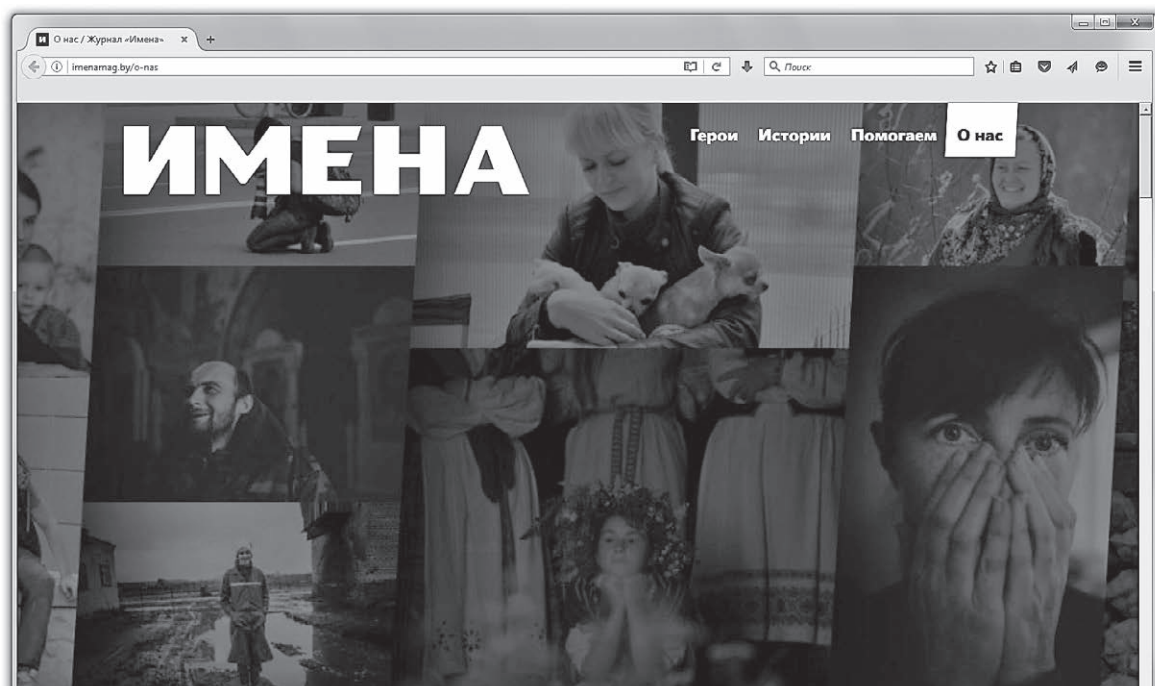 О нас / Журнал «Имена»
imenamag.by/o-nas
Поиск
ИМЕНА
Герои Истории Помогаем О нас